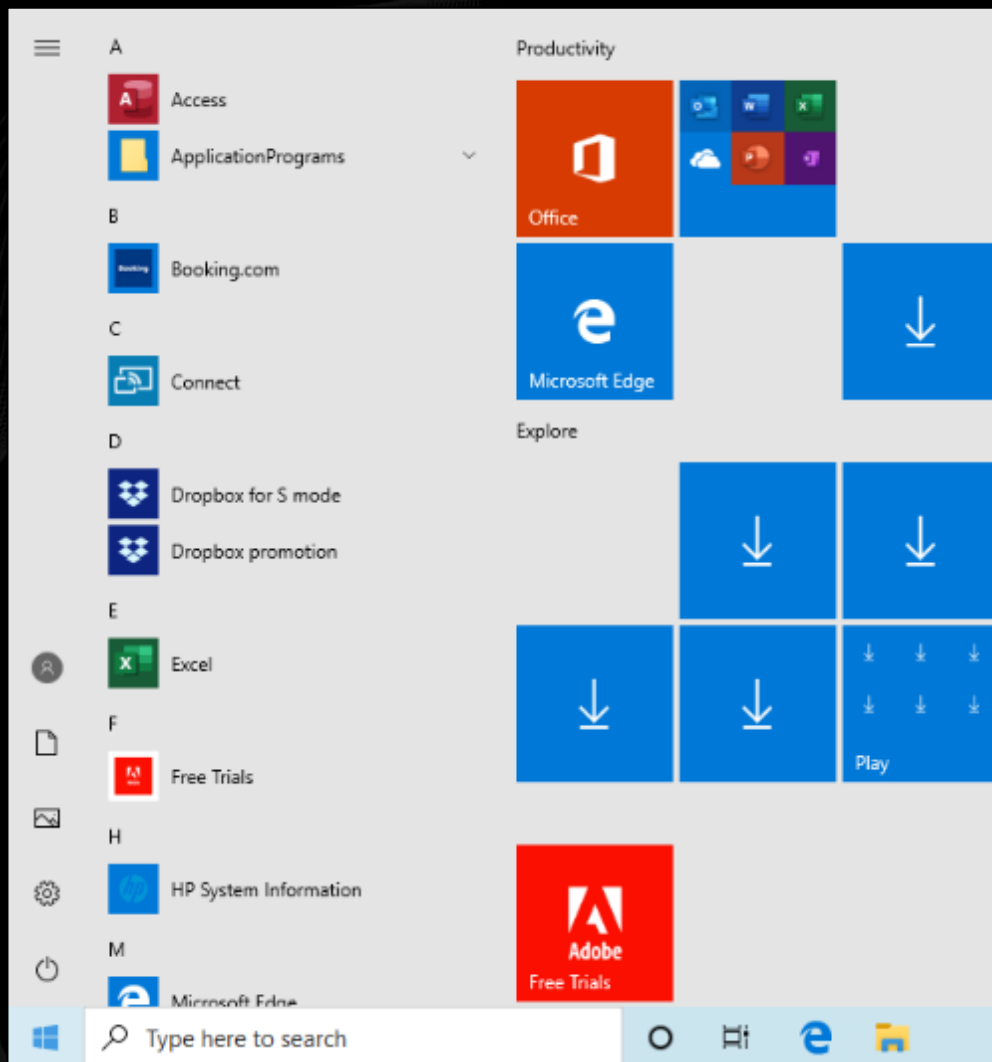 A
Access
ApplicationPrograms
B
Booking.com
C
Connect
D
Dropbox for S mode
Dropbox promotion
E
Excel
F
Free Trials
H
HP System Information
M
Microsoft Edge
Productivity
Office
Microsoft Edge
Explore
Play
Adobe
Free Trials
Type here to search